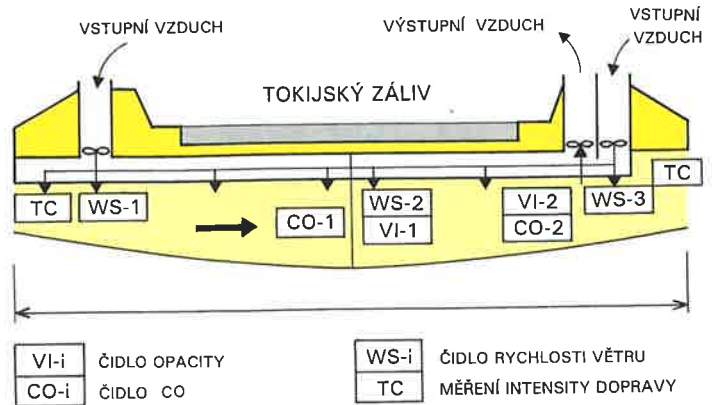 VSTUPNÍ VZDUCH
VÝSTUPNÍ VZDUCH
VSTUPNÍ
VZDUCH
TOKIJSKÝ ZÁLIV
TC
WS-1
CO-1
WS-2
VI-1
VI-2
CO-2
WS-3
TC
VI-i ČIDLO OPACITY
CO-i ČIDLO CO
WS-i ČIDLO RYCHLOSTI VĚTRU
TC MĚŘENÍ INTENSITY DOPRAVY